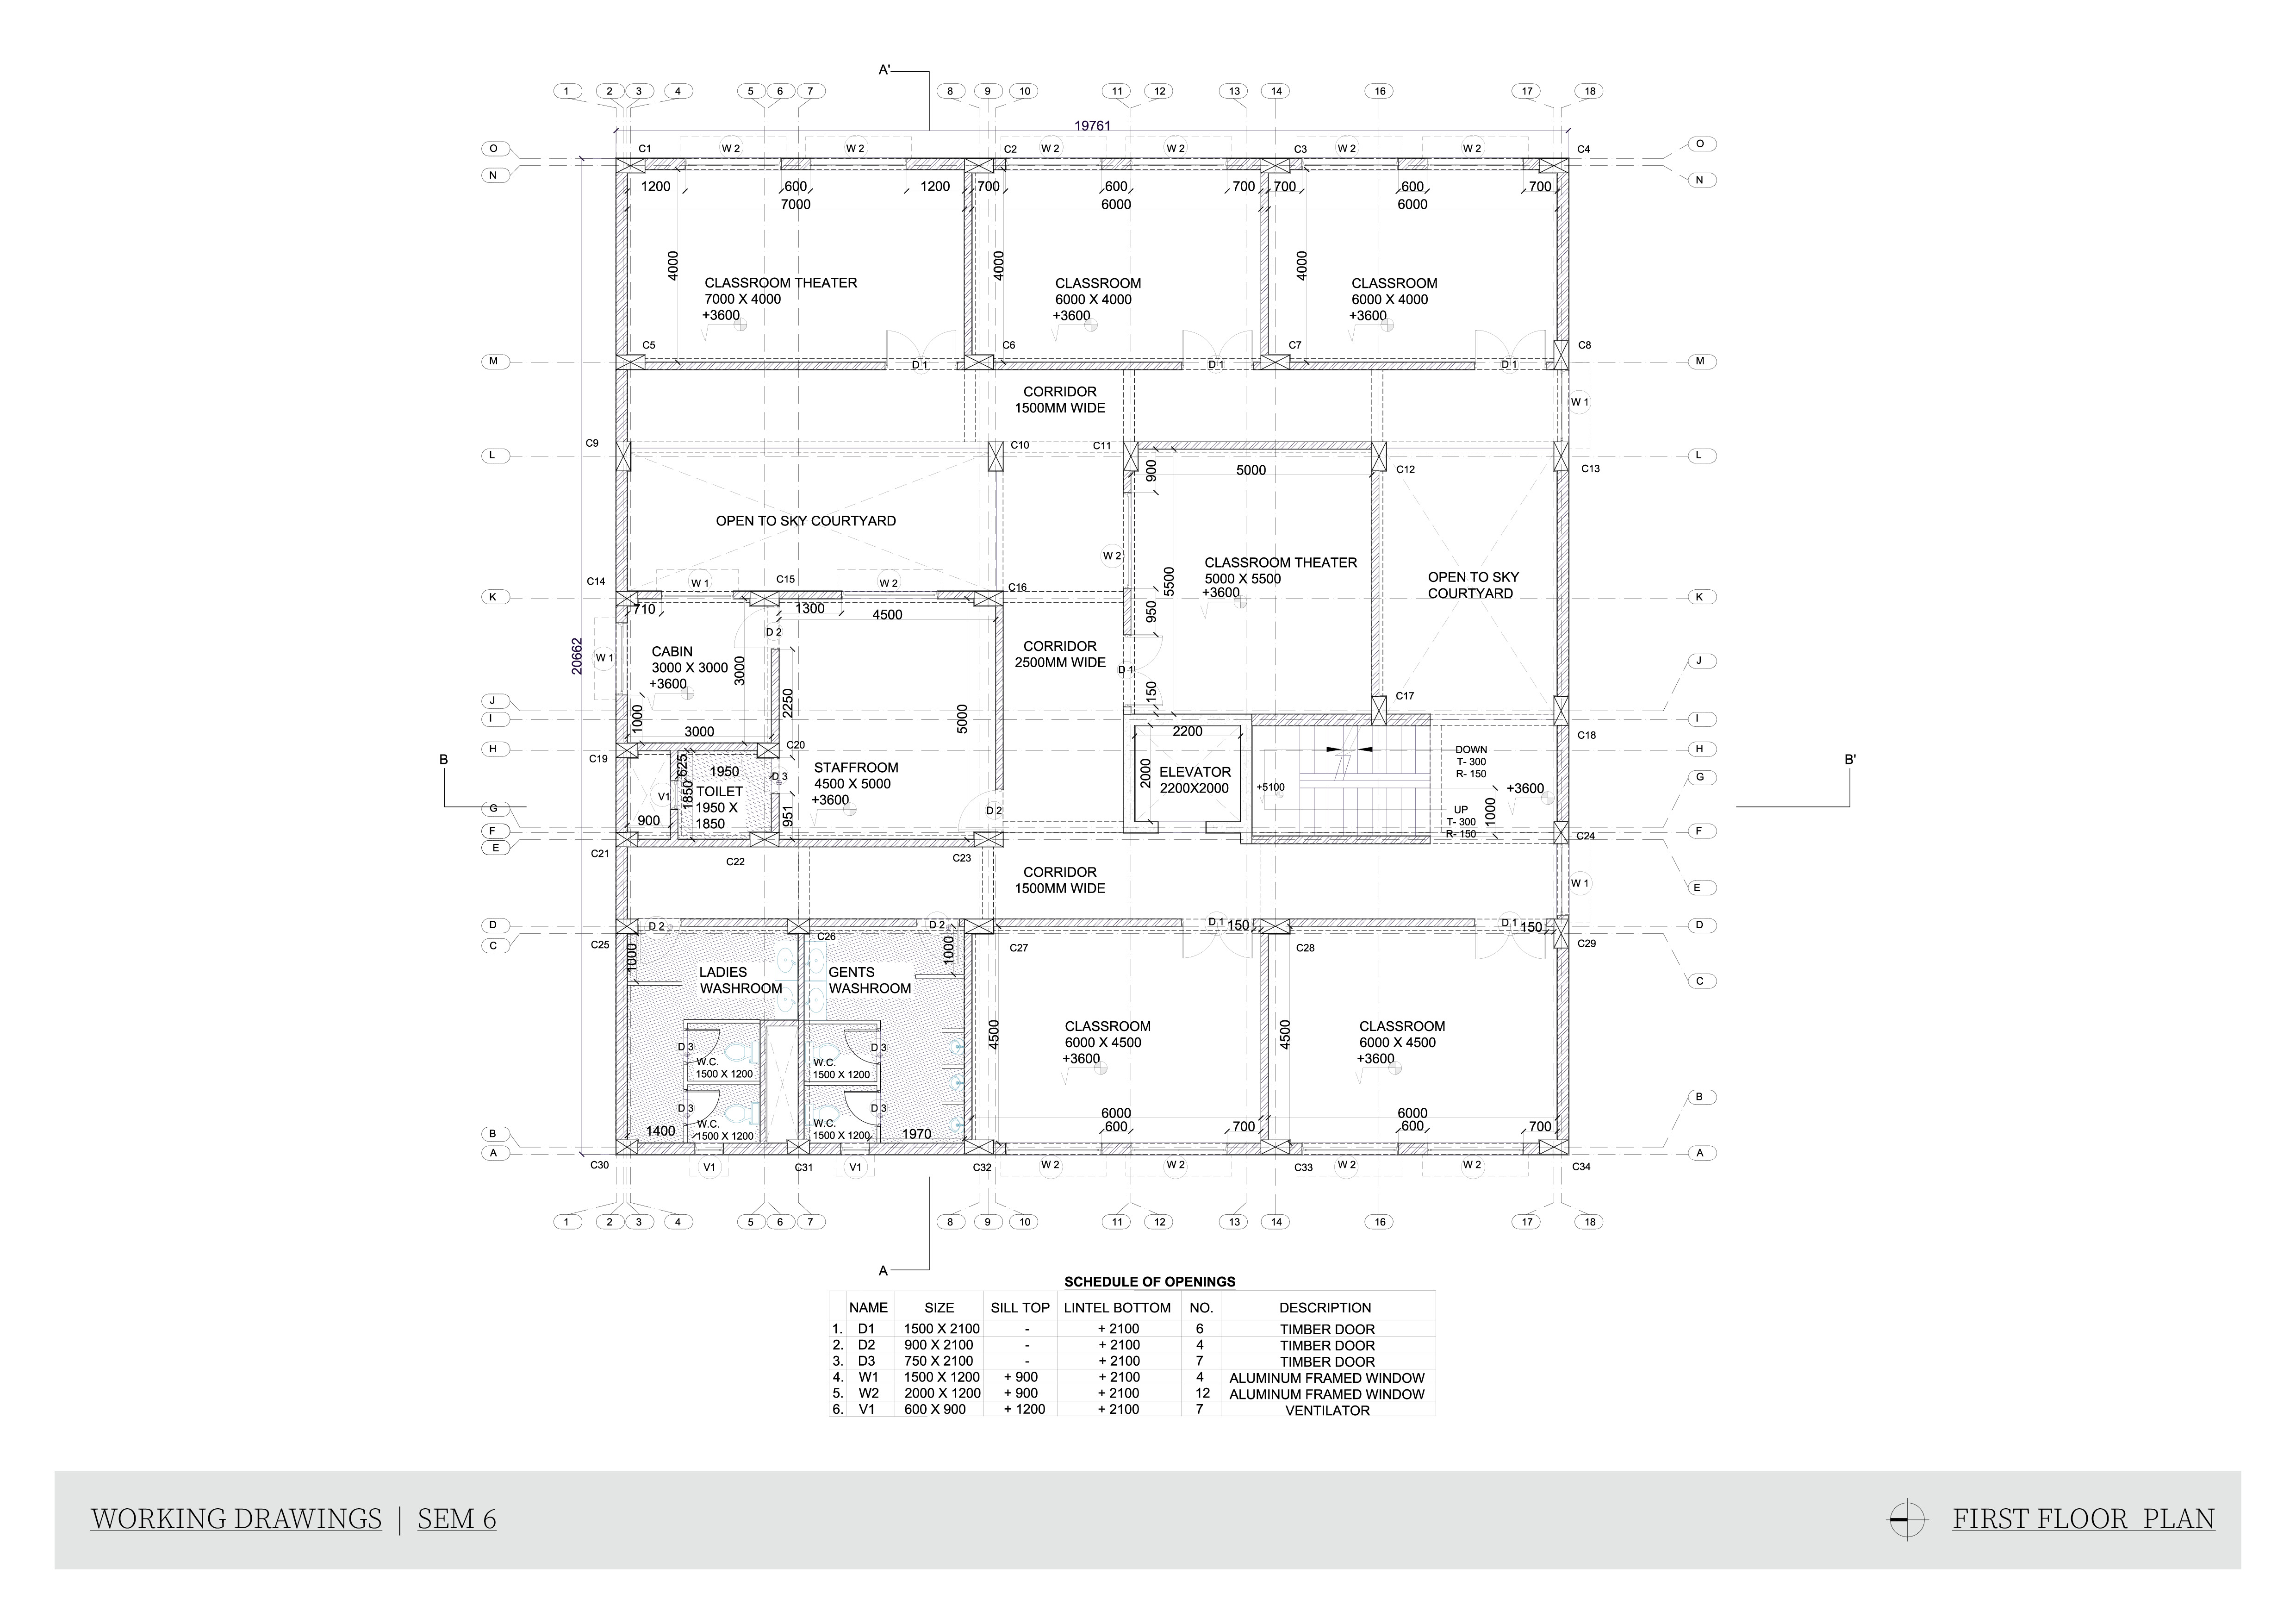 A'
1 2 3 4 5 6 7 8 9 10 11 12 13 14 16 17 18
19761
O C1 W 2 W 2 C2 W 2 W 2 C3 W 2 W 2 C4 O
N N
1200 600 1200 700 600 700 700 600 700
7000 6000 6000
4000 4000 4000
CLASSROOM THEATER
7000 X 4000
+3600
CLASSROOM
6000 X 4000
+3600
CLASSROOM
6000 X 4000
+3600
C5 C6 C7 C8
M D 1 D 1 D 1 M
CORRIDOR
1500MM WIDE
W 1
C9 C10 C11 C12 C13
L L
900 5000
OPEN TO SKY COURTYARD
W 2
CLASSROOM THEATER
5000 X 5500
+3600
5500
950
OPEN TO SKY
COURTYARD
C14 W 1 C15 W 2 C16
K K
710 1300 4500
D 2
20662
W 1
CABIN
3000 X 3000
+3600
3000
2250
1000
3000
5000
CORRIDOR
2500MM WIDE
D 1
150
J J
I I
C17
C18
H H
C19 C20
B B'
2200
2000
ELEVATOR
2200X2000
+5100
DOWN
T- 300
R- 150
UP
T- 300
R- 150
1000
+3600
625
1950
D 3
V1
1850
TOILET
1950 X
1850
900
951
STAFFROOM
4500 X 5000
+3600
D 2
G G
F F
E E
C21 C22 C23 C24
CORRIDOR
1500MM WIDE
W 1
D D 2 D 2 D 1 150 D 1 150 D
C C
C25 C26 C27 C28 C29
1000 1000
LADIES
WASHROOM
GENTS
WASHROOM
D 3 D 3
W.C.
1500 X 1200
W.C.
1500 X 1200
D 3 D 3
W.C.
1500 X 1200
W.C.
1500 X 1200
1400 1970
4500 4500
CLASSROOM
6000 X 4500
+3600
CLASSROOM
6000 X 4500
+3600
6000 6000
600 700 600 700
B B
A A
C30 V1 C31 V1 C32 W 2 W 2 C33 W 2 W 2 C34
1 2 3 4 5 6 7 8 9 10 11 12 13 14 16 17 18
A
SCHEDULE OF OPENINGS
NAME SIZE SILL TOP LINTEL BOTTOM NO. DESCRIPTION
1. D1 1500 X 2100 - + 2100 6 TIMBER DOOR
2. D2 900 X 2100 - + 2100 4 TIMBER DOOR
3. D3 750 X 2100 - + 2100 7 TIMBER DOOR
4. W1 1500 X 1200 + 900 + 2100 4 ALUMINUM FRAMED WINDOW
5. W2 2000 X 1200 + 900 + 2100 12 ALUMINUM FRAMED WINDOW
6. V1 600 X 900 + 1200 + 2100 7 VENTILATOR
WORKING DRAWINGS | SEM 6
FIRST FLOOR PLAN